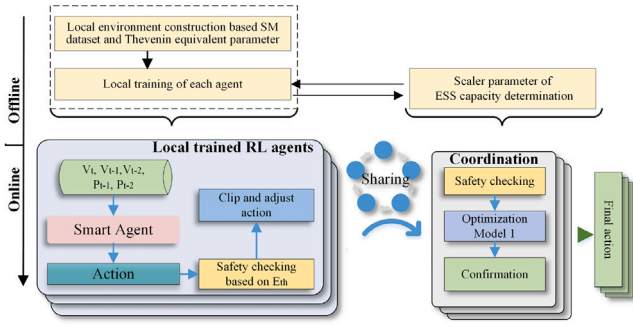 Local environment construction based SM
dataset and Thevenin equivalent parameter
Local training of each agent
Scaler parameter of
ESS capacity determination
Offline
Online
Local trained RL agents
Vt, Vt-1,Vt-2,
Pt-1, Pt-2
Smart Agent
Action
Clip and adjust
action
Safety checking
based on Eth
Sharing
Coordination
Safety checking
Optimization
Model 1
Confirmation
Final action